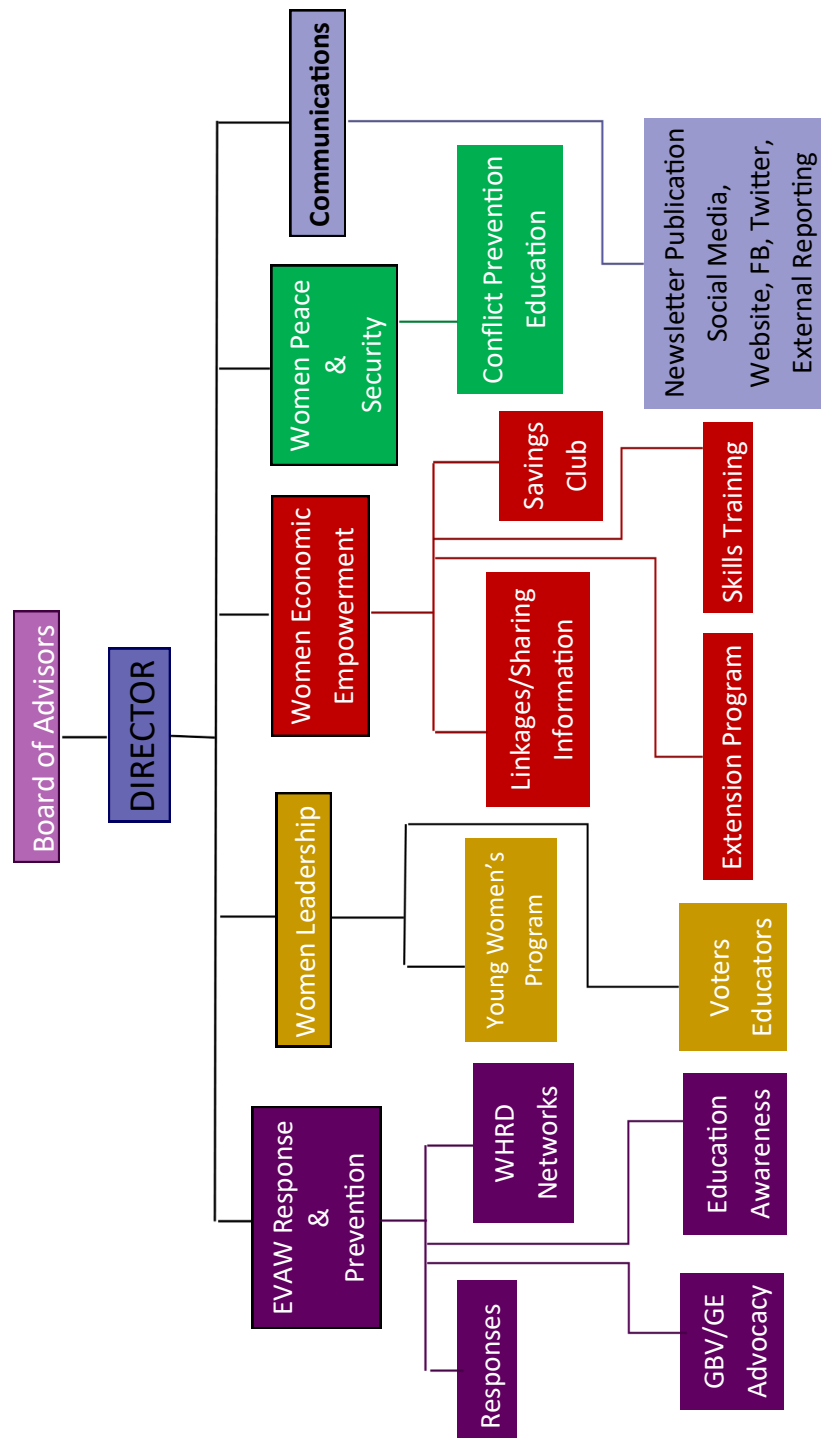 Board of Advisors
DIRECTOR
EVAW Response
&
Prevention
Women Leadership
Women Economic
Empowerment
Women Peace
&
Security
Communications
Responses
WHRD
Networks
Young Women’s
Program
Linkages/Sharing
Information
Savings
Club
Conflict Prevention
Education
GBV/GE
Advocacy
Education
Awareness
Voters
Educators
Extension Program
Skills Training
Newsletter Publication
Social Media,
Website, FB, Twitter,
External Reporting